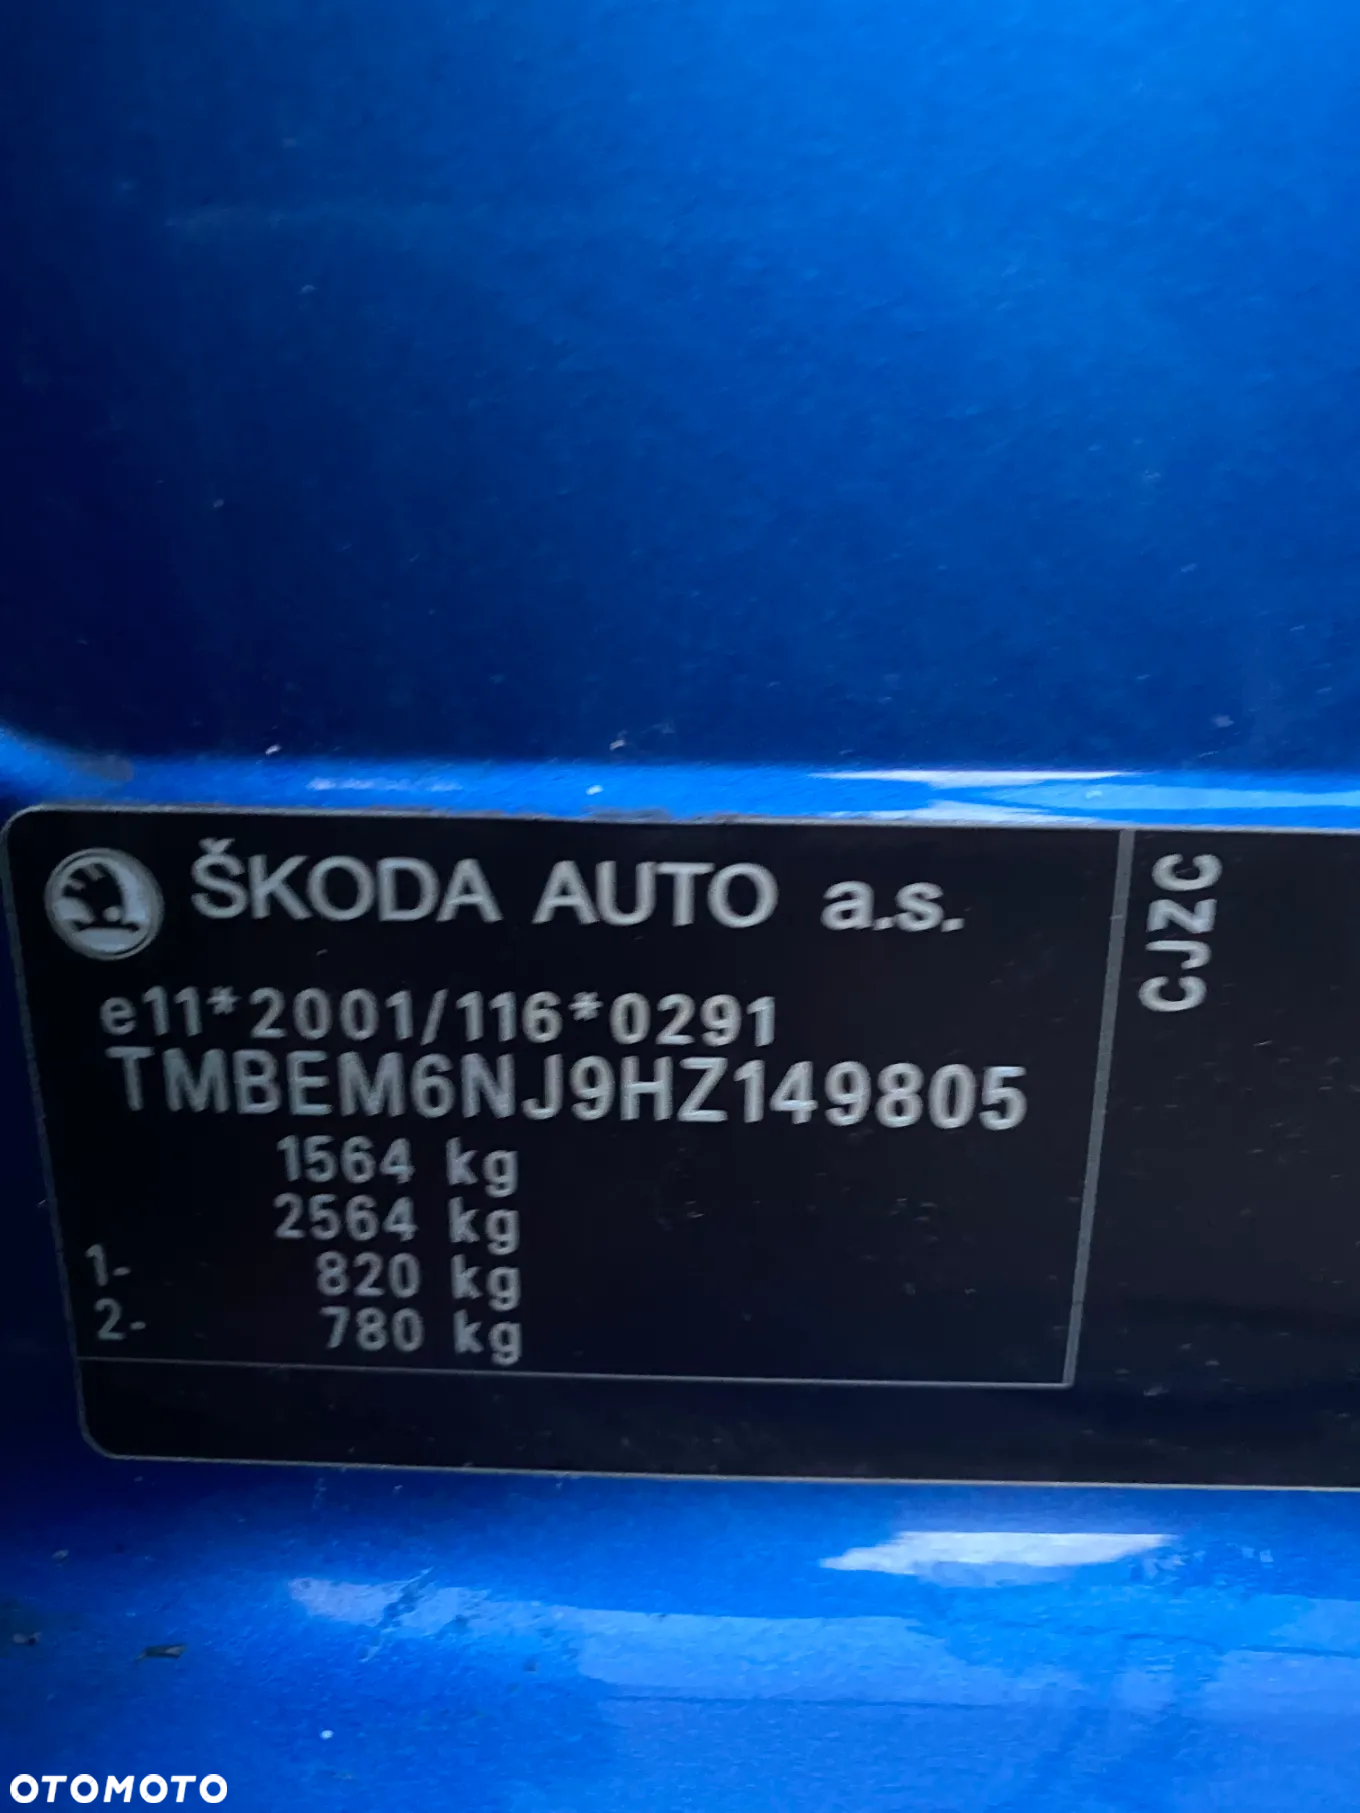 ŠKODA AUTO a.s.
e11*2001/116*0291
TMBEM6NJ9HZ149805
1564 kg
2564 kg
1- 820 kg
2- 780 kg
CJZC
OTOMOTO